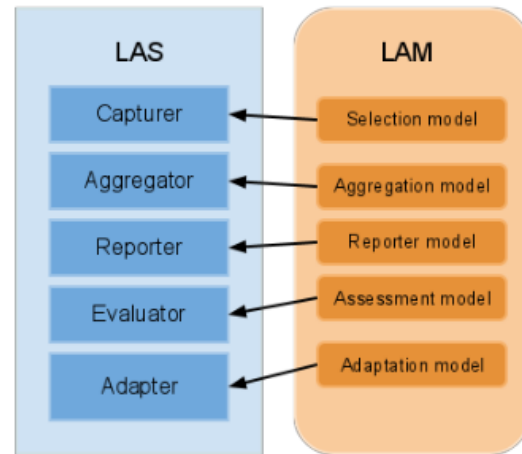 LAS
Capturer
Aggregator
Reporter
Evaluator
Adapter
LAM
Selection model
Aggregation model
Reporter model
Assessment model
Adaptation model